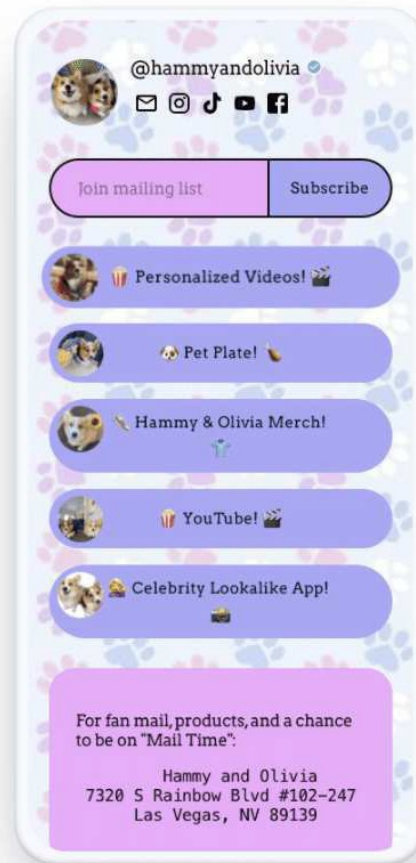 @hammyandolivia
Join mailing list
Subscribe
🍿 Personalized Videos! 🎬
🐶 Pet Plate! 🍗
Hammy & Olivia Merch!
👕
🍿 YouTube! 🎬
Celebrity Lookalike App!
📸
For fan mail, products, and a chance
to be on "Mail Time":
Hammy and Olivia
7320 S Rainbow Blvd #102-247
Las Vegas, NV 89139